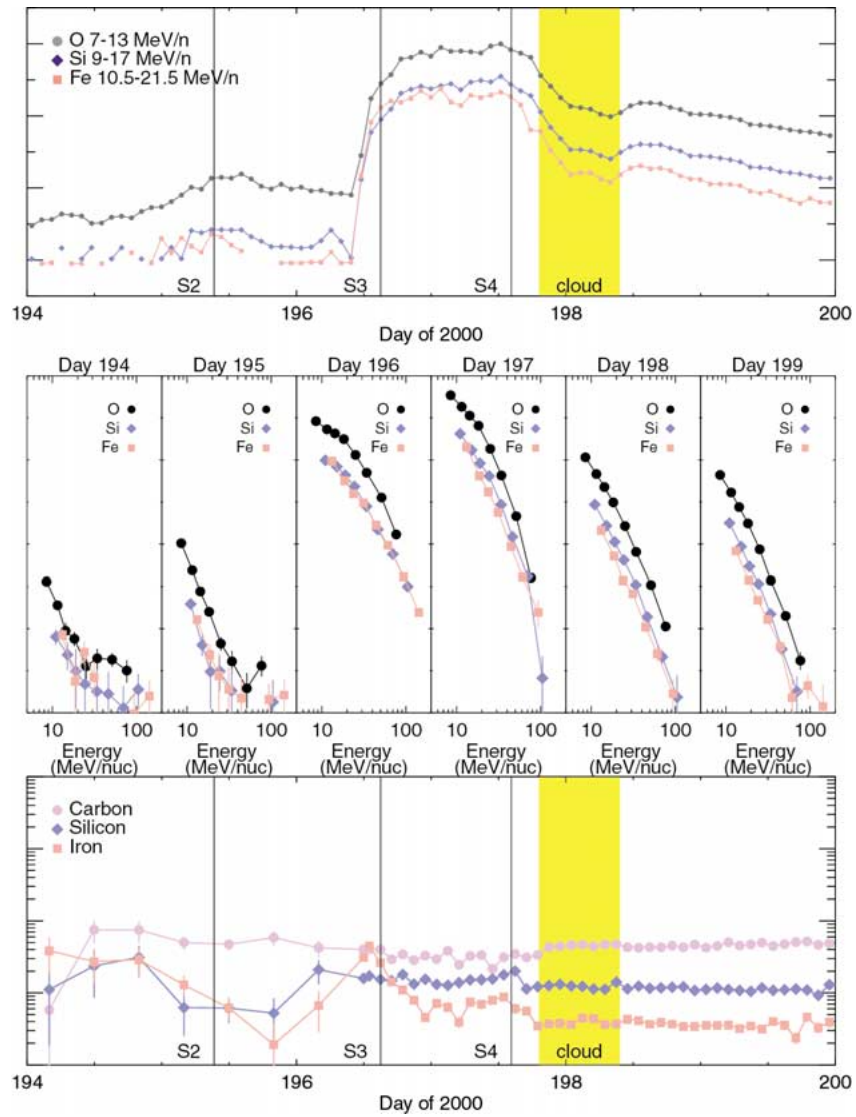 O 7-13 MeV/n
Si 9-17 MeV/n
Fe 10.5-21.5 MeV/n
S2 S3 S4 cloud
194 196 198 200
Day of 2000
Day 194 Day 195 Day 196 Day 197 Day 198 Day 199
O O O O O O
Si Si Si Si Si Si
Fe Fe Fe Fe Fe Fe
10 100 10 100 10 100 10 100 10 100 10 100
Energy Energy Energy Energy Energy Energy
(MeV/nuc) (MeV/nuc) (MeV/nuc) (MeV/nuc) (MeV/nuc) (MeV/nuc)
Carbon
Silicon
Iron
S2 S3 S4 cloud
194 196 198 200
Day of 2000